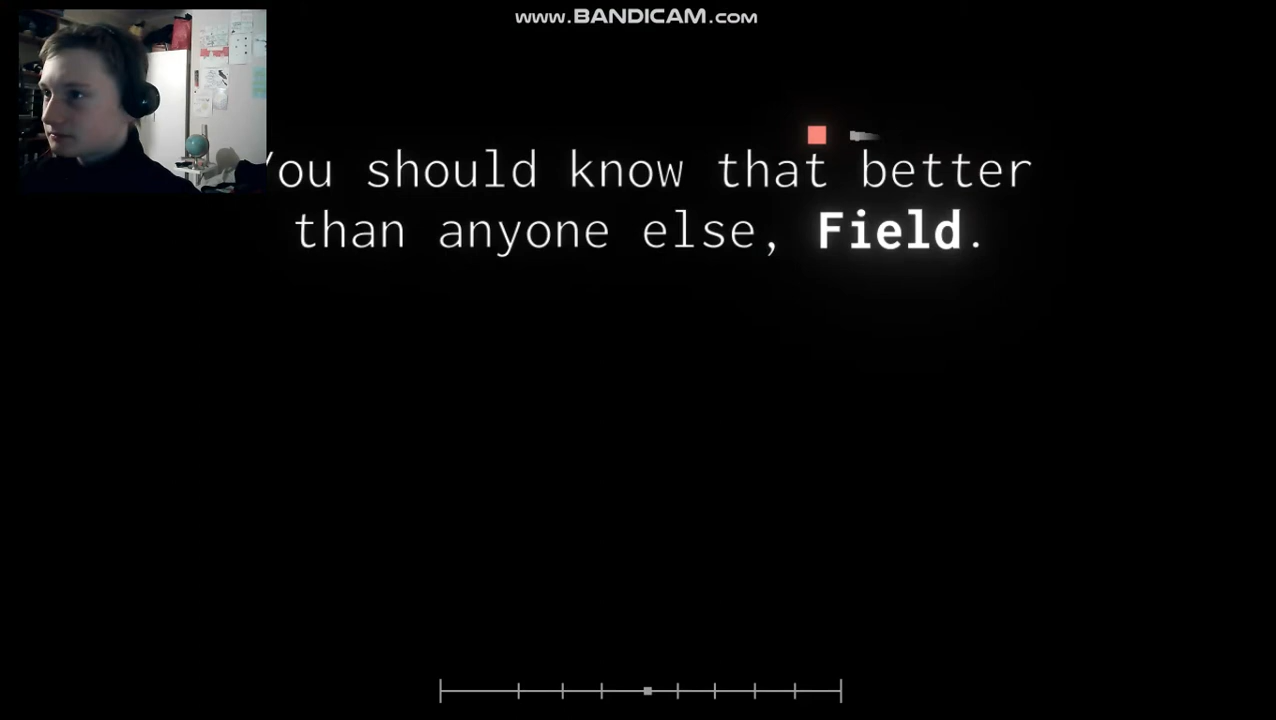 www.BANDICAM.com
You should know that better
than anyone else, Field.